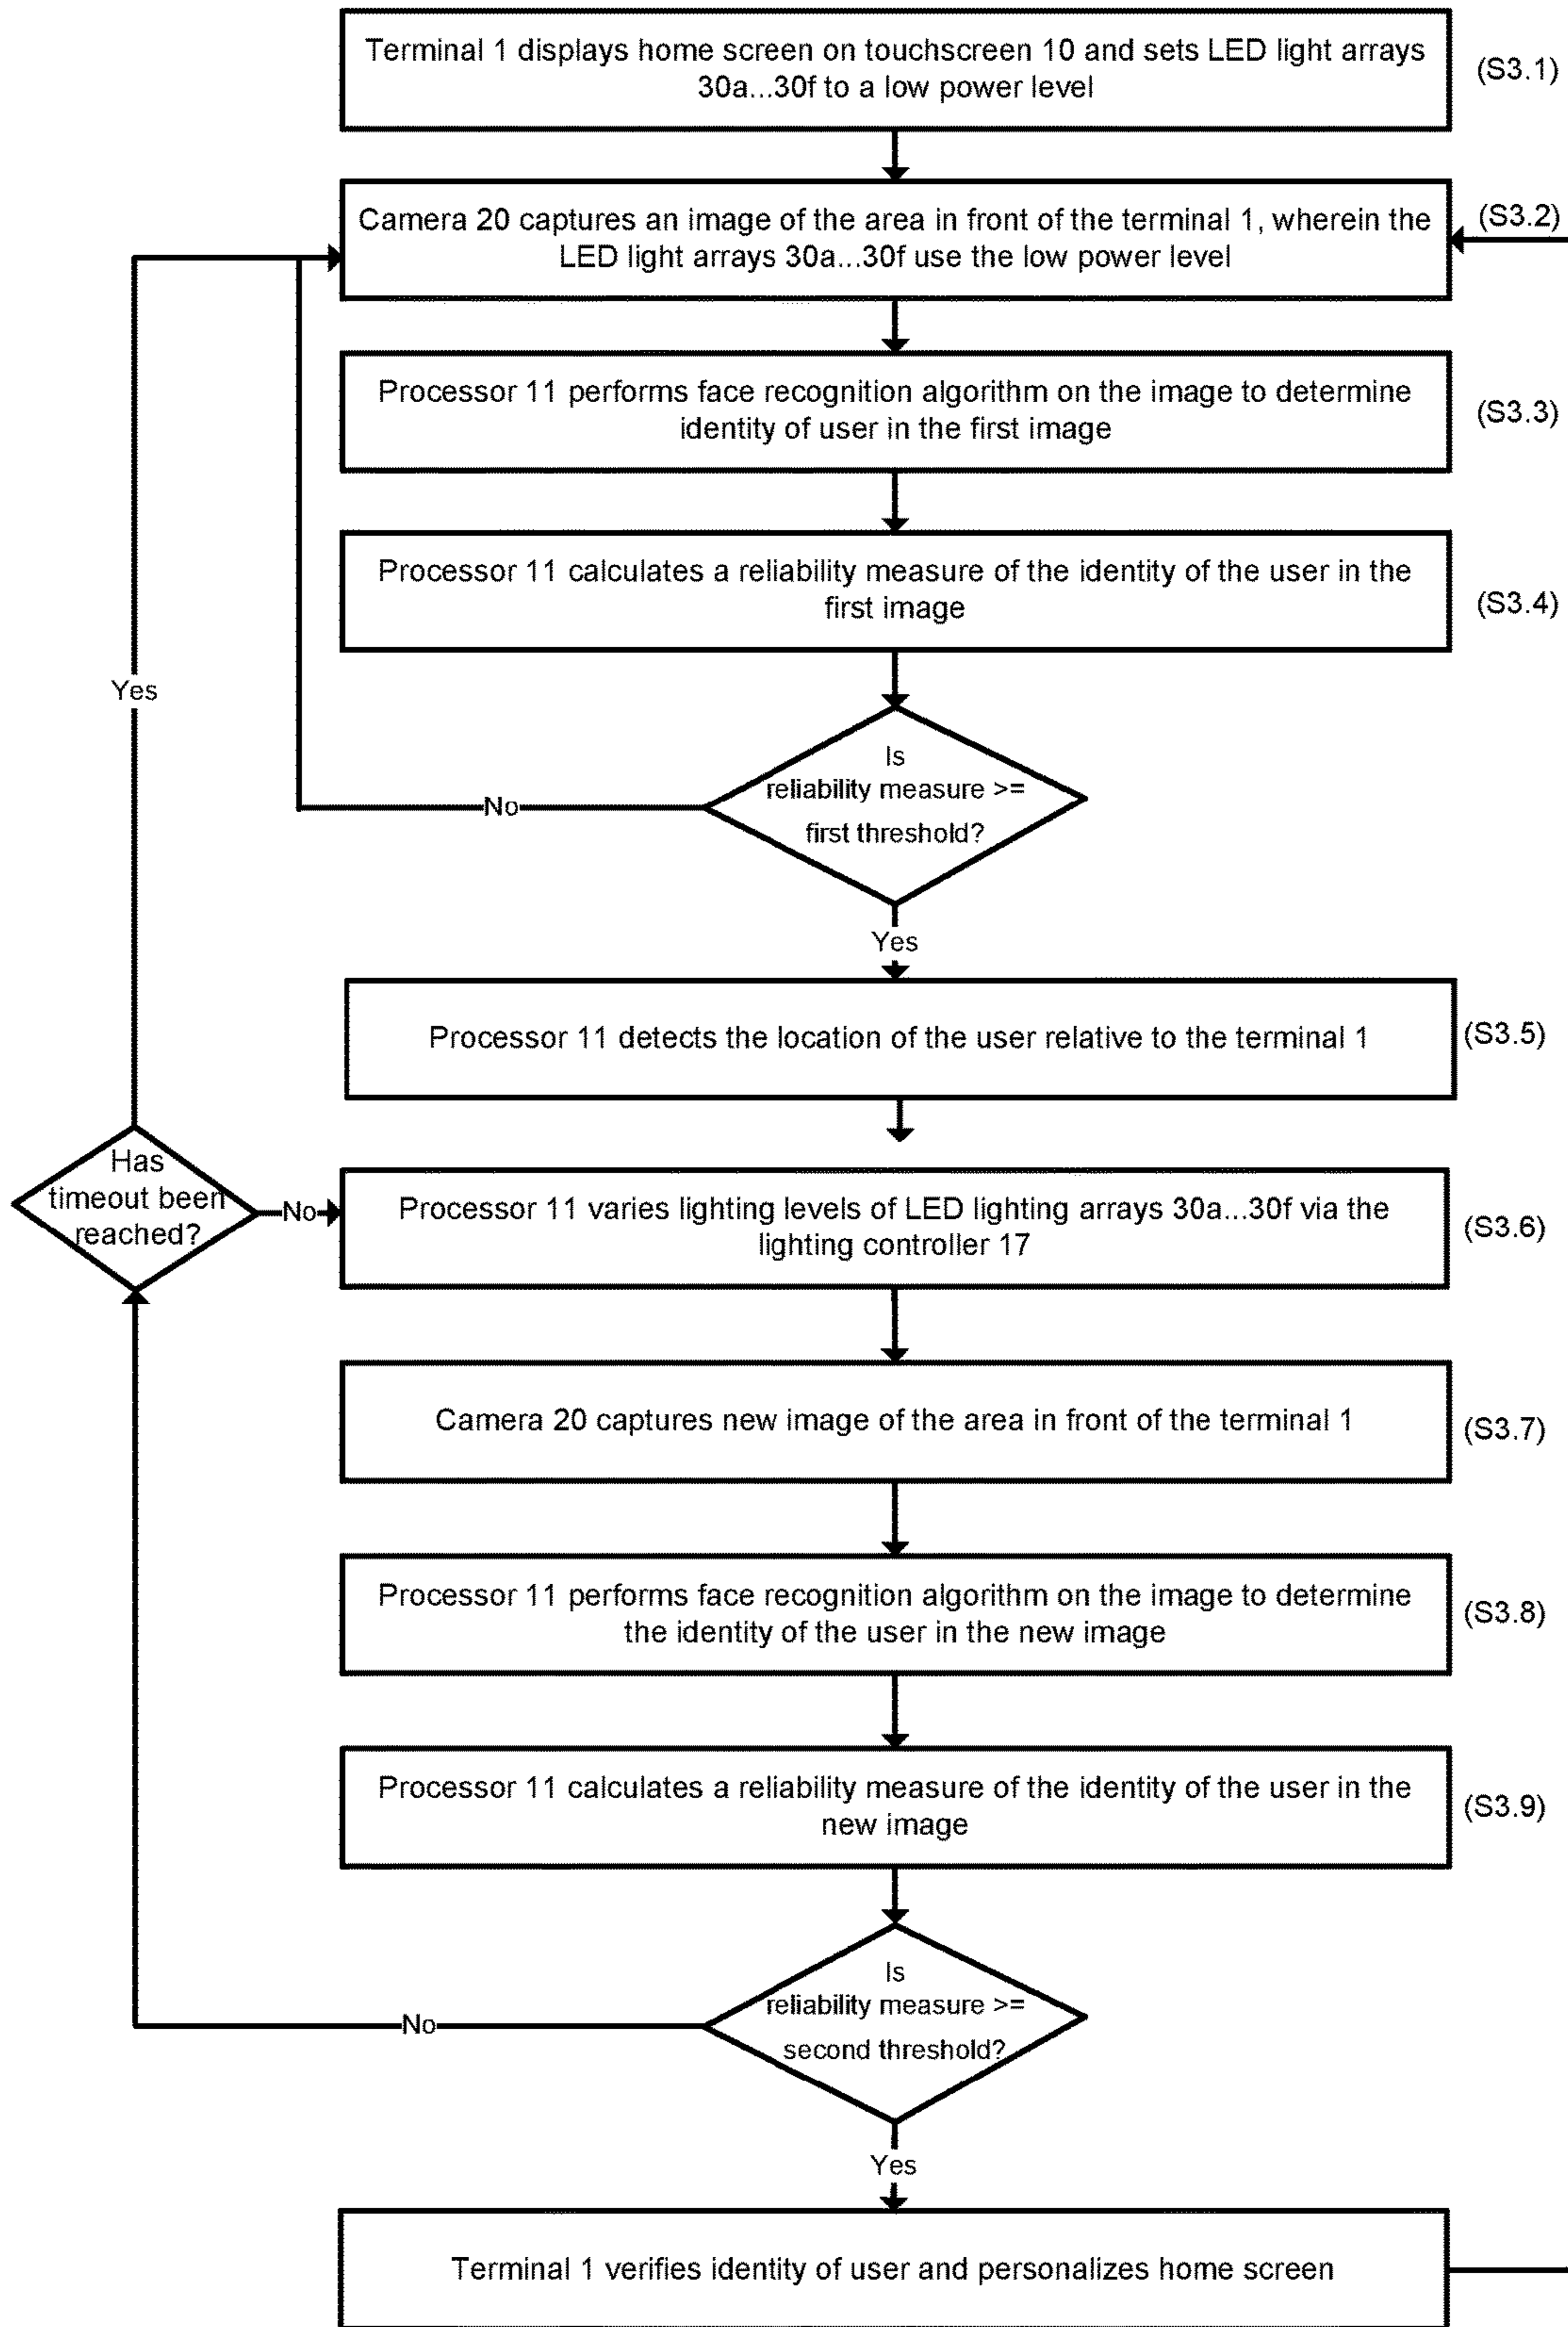 Terminal 1 displays home screen on touchscreen 10 and sets LED light arrays
30a...30f to a low power level
(S3.1)
Camera 20 captures an image of the area in front of the terminal 1, wherein the
LED light arrays 30a...30f use the low power level
(S3.2)
Processor 11 performs face recognition algorithm on the image to determine
identity of user in the first image
(S3.3)
Processor 11 calculates a reliability measure of the identity of the user in the
first image
(S3.4)
Yes
Is
reliability measure >=
first threshold?
No
Yes
Processor 11 detects the location of the user relative to the terminal 1
(S3.5)
Has
timeout been
reached?
No
Processor 11 varies lighting levels of LED lighting arrays 30a...30f via the
lighting controller 17
(S3.6)
Camera 20 captures new image of the area in front of the terminal 1
(S3.7)
Processor 11 performs face recognition algorithm on the image to determine
the identity of the user in the new image
(S3.8)
Processor 11 calculates a reliability measure of the identity of the user in the
new image
(S3.9)
Is
reliability measure >=
second threshold?
No
Yes
Terminal 1 verifies identity of user and personalizes home screen